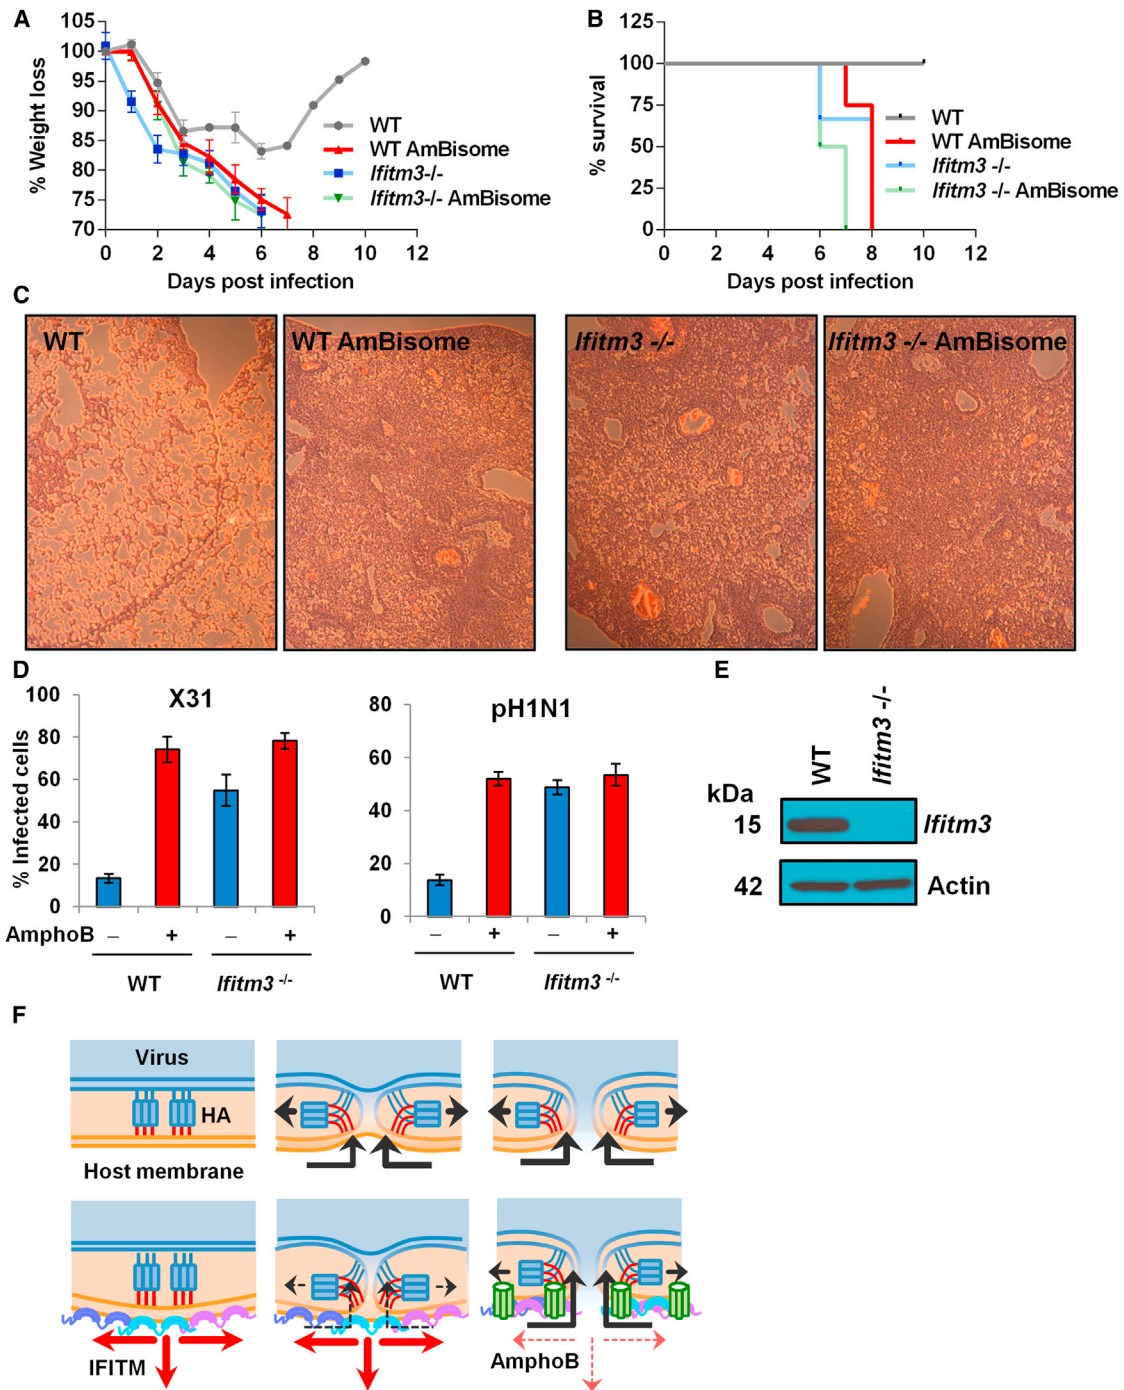 A
105
100
95
90
85
80
75
70
% Weight loss
0 2 4 6 8 10 12
Days post infection
WT
WT AmBisome
Ifitm3-/-
Ifitm3-/- AmBisome
B
125
100
75
50
25
0
% survival
0 2 4 6 8 10 12
Days post infection
WT
WT AmBisome
Ifitm3 -/-
Ifitm3 -/- AmBisome
C
WT
WT AmBisome
Ifitm3 -/-
Ifitm3 -/- AmBisome
D
X31
100
80
60
40
20
0
% Infected cells
AmphoB – + – +
WT Ifitm3 -/-
pH1N1
80
60
40
20
0
– + – +
WT Ifitm3 -/-
E
WT
Ifitm3 -/-
kDa
15 Ifitm3
42 Actin
F
Virus
HA
Host membrane
IFITM
AmphoB